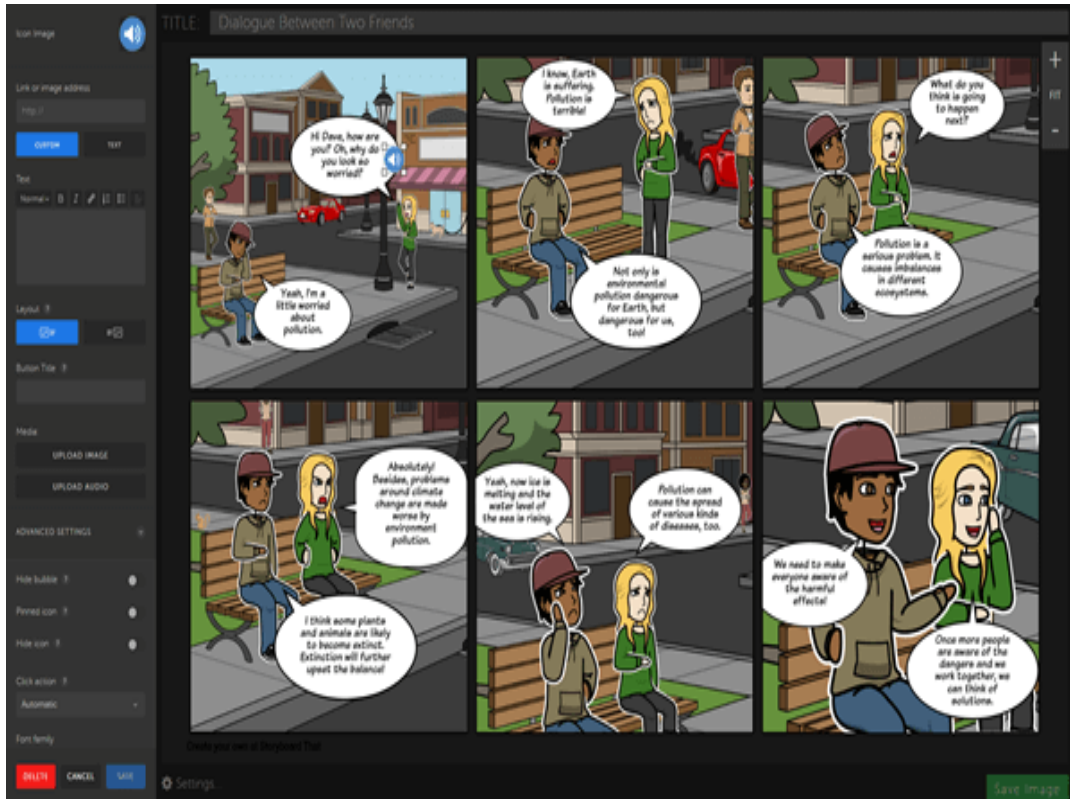 Icon Image
Link or image address
http://
CUSTOM
TEXT
Text
Normal
B I
Layout ?
Button Title ?
Media
UPLOAD IMAGE
UPLOAD AUDIO
ADVANCED SETTINGS
Hide bubble ?
Pinned icon ?
Hide icon ?
Click action ?
Automatic
Font family
DELETE
CANCEL
SAVE
TITLE:
Dialogue Between Two Friends
+
FIT
-
Hi Dave, how are
you? Oh, why do
you look so
worried?
Yeah, I'm a
little worried
about
pollution.
I know, Earth
is suffering.
Pollution is
terrible!
Not only is
environmental
pollution dangerous
for Earth, but
dangerous for us,
too!
What do you
think is going
to happen
next?
Pollution is a
serious problem. It
causes imbalances
in different
ecosystems.
Absolutely!
Besides, problems
around climate
change are made
worse by
environment
pollution.
I think some plants
and animals are likely
to become extinct.
Extinction will further
upset the balance!
Yeah, now ice is
melting and the
water level of
the sea is rising.
Pollution can
cause the spread
of various kinds
of diseases, too.
We need to make
everyone aware of
the harmful
effects!
Once more people
are aware of the
dangers and we
work together, we
can think of
solutions.
Create your own at Storyboard That
Settings...
Save Image